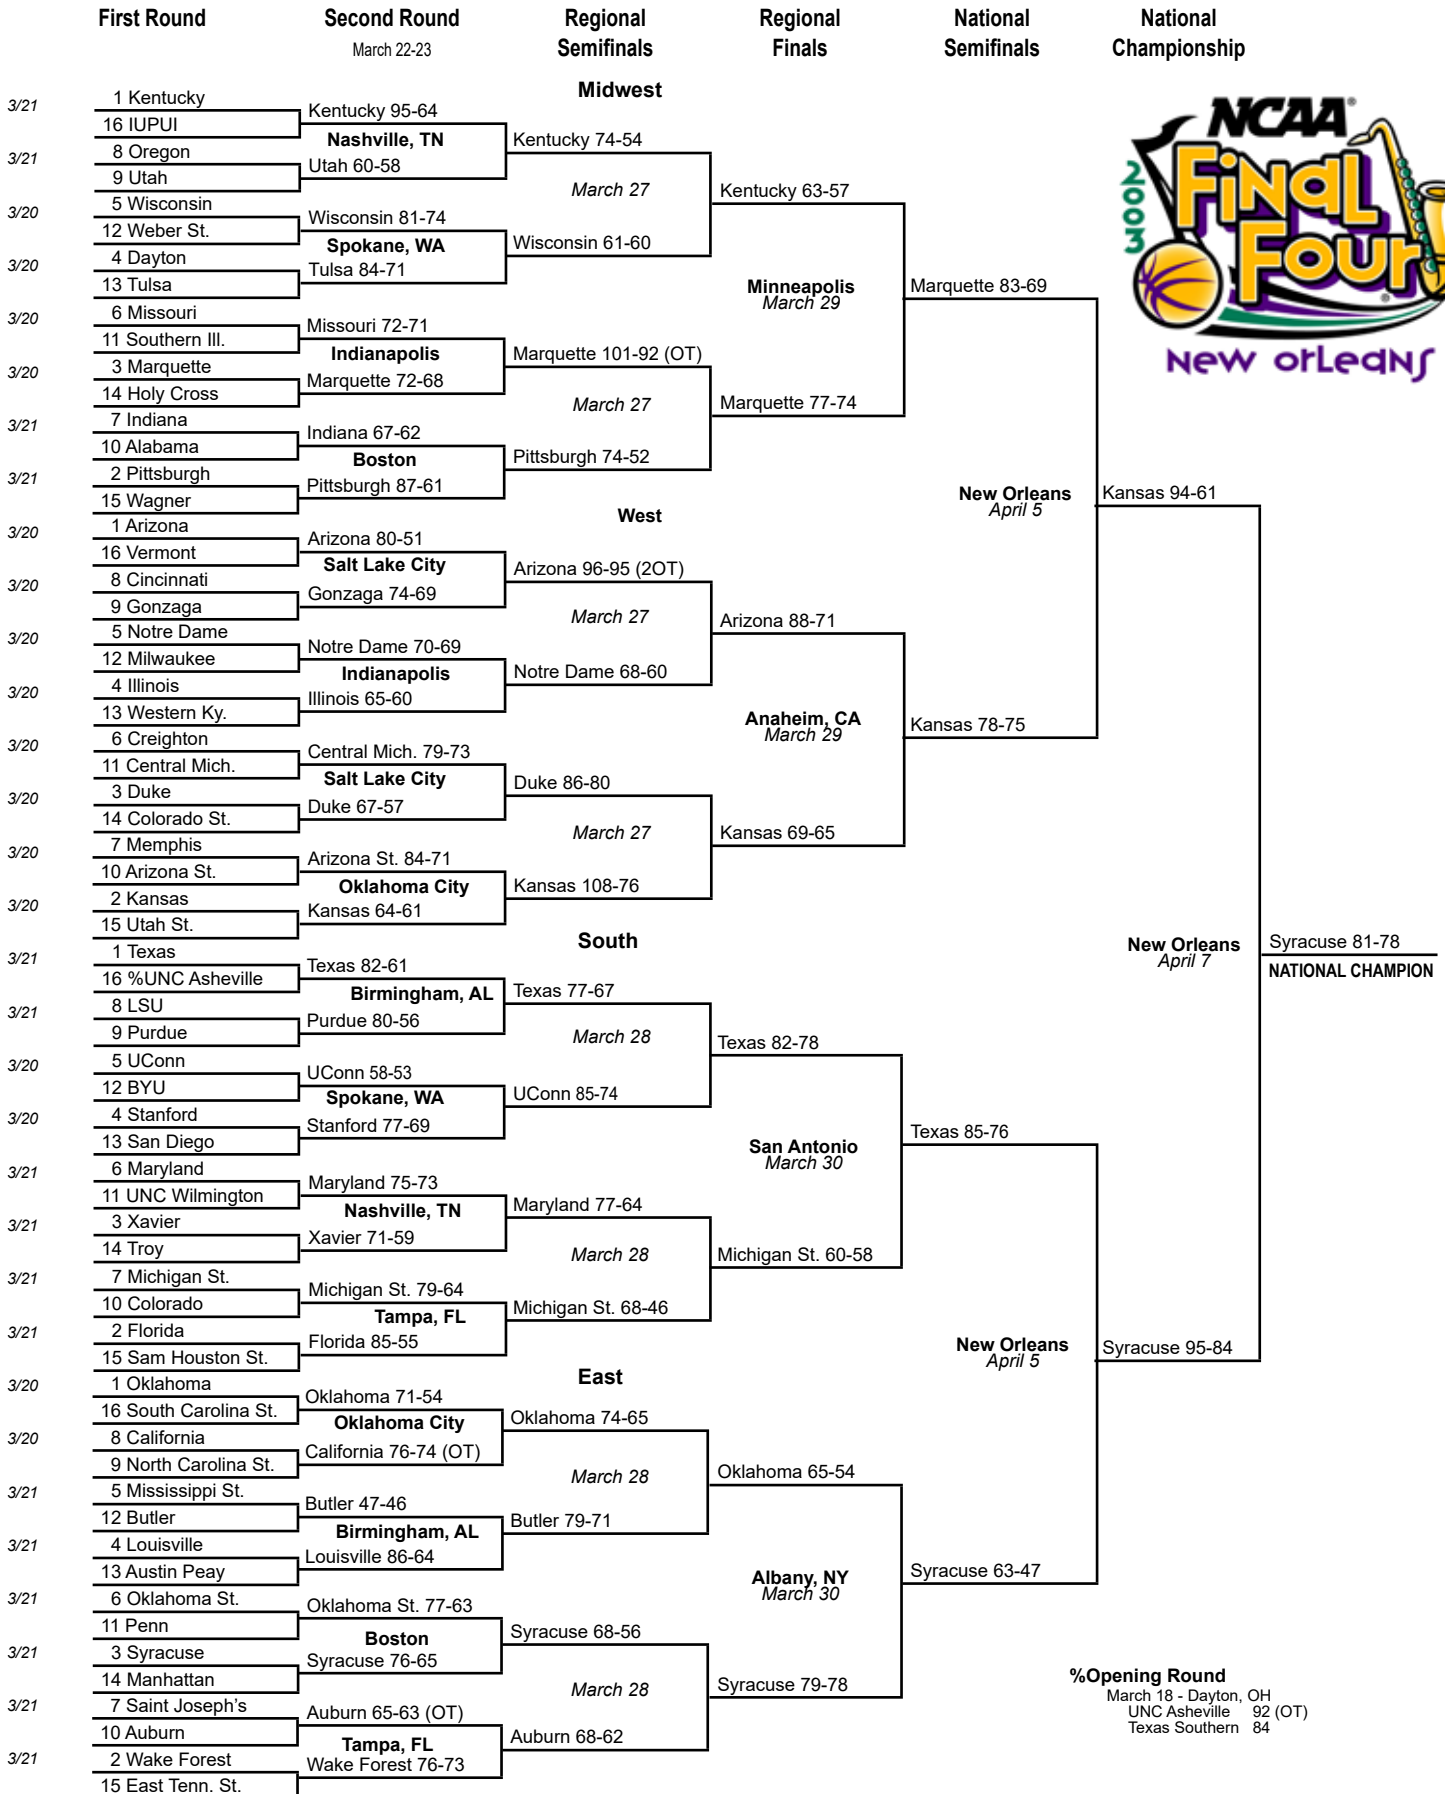 First Round
Second Round
March 22-23
Regional
Semifinals
Regional
Finals
National
Semifinals
National
Championship
NCAA®
2003
Final
Four®
New Orleans
Midwest
3/21
1 Kentucky
16 IUPUI
3/21
8 Oregon
9 Utah
3/20
5 Wisconsin
12 Weber St.
3/20
4 Dayton
13 Tulsa
3/20
6 Missouri
11 Southern Ill.
3/20
3 Marquette
14 Holy Cross
3/21
7 Indiana
10 Alabama
3/21
2 Pittsburgh
15 Wagner
Kentucky 95-64
Nashville, TN
Utah 60-58
Wisconsin 81-74
Spokane, WA
Tulsa 84-71
Missouri 72-71
Indianapolis
Marquette 72-68
Indiana 67-62
Boston
Pittsburgh 87-61
Kentucky 74-54
March 27
Wisconsin 61-60
Marquette 101-92 (OT)
March 27
Pittsburgh 74-52
Kentucky 63-57
Minneapolis
March 29
Marquette 77-74
Marquette 83-69
West
3/20
1 Arizona
16 Vermont
3/20
8 Cincinnati
9 Gonzaga
3/20
5 Notre Dame
12 Milwaukee
3/20
4 Illinois
13 Western Ky.
3/20
6 Creighton
11 Central Mich.
3/20
3 Duke
14 Colorado St.
3/20
7 Memphis
10 Arizona St.
3/20
2 Kansas
15 Utah St.
Arizona 80-51
Salt Lake City
Gonzaga 74-69
Notre Dame 70-69
Indianapolis
Illinois 65-60
Central Mich. 79-73
Salt Lake City
Duke 67-57
Arizona St. 84-71
Oklahoma City
Kansas 64-61
Arizona 96-95 (2OT)
March 27
Notre Dame 68-60
Duke 86-80
March 27
Kansas 108-76
Arizona 88-71
Anaheim, CA
March 29
Kansas 69-65
Kansas 78-75
New Orleans
April 5
Kansas 94-61
South
3/21
1 Texas
16 %UNC Asheville
3/21
8 LSU
9 Purdue
3/20
5 UConn
12 BYU
3/20
4 Stanford
13 San Diego
3/21
6 Maryland
11 UNC Wilmington
3/21
3 Xavier
14 Troy
3/21
7 Michigan St.
10 Colorado
3/21
2 Florida
15 Sam Houston St.
Texas 82-61
Birmingham, AL
Purdue 80-56
UConn 58-53
Spokane, WA
Stanford 77-69
Maryland 75-73
Nashville, TN
Xavier 71-59
Michigan St. 79-64
Tampa, FL
Florida 85-55
Texas 77-67
March 28
UConn 85-74
Maryland 77-64
March 28
Michigan St. 68-46
Texas 82-78
San Antonio
March 30
Michigan St. 60-58
Texas 85-76
East
3/20
1 Oklahoma
16 South Carolina St.
3/20
8 California
9 North Carolina St.
3/21
5 Mississippi St.
12 Butler
3/21
4 Louisville
13 Austin Peay
3/21
6 Oklahoma St.
11 Penn
3/21
3 Syracuse
14 Manhattan
3/21
7 Saint Joseph’s
10 Auburn
3/21
2 Wake Forest
15 East Tenn. St.
Oklahoma 71-54
Oklahoma City
California 76-74 (OT)
Butler 47-46
Birmingham, AL
Louisville 86-64
Oklahoma St. 77-63
Boston
Syracuse 76-65
Auburn 65-63 (OT)
Tampa, FL
Wake Forest 76-73
Oklahoma 74-65
March 28
Butler 79-71
Syracuse 68-56
March 28
Auburn 68-62
Oklahoma 65-54
Albany, NY
March 30
Syracuse 79-78
Syracuse 63-47
New Orleans
April 5
Syracuse 95-84
New Orleans
April 7
Syracuse 81-78
NATIONAL CHAMPION
%Opening Round
March 18 - Dayton, OH
UNC Asheville 92 (OT)
Texas Southern 84